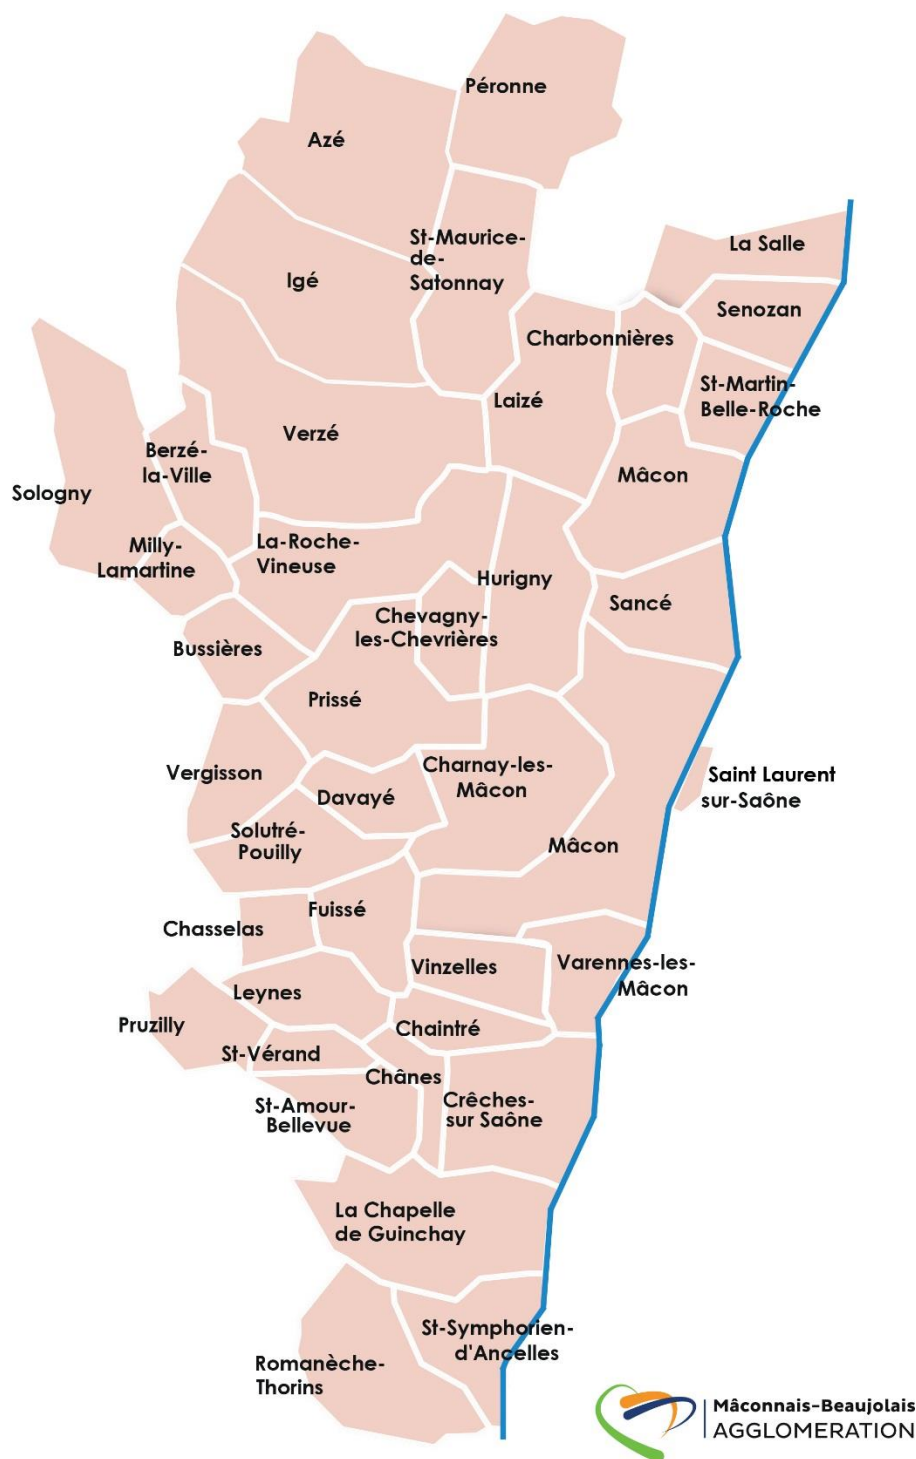 Péronne
Azé
St-Maurice-
de-
Satonnay
La Salle
Igé
Senozan
Charbonnières
St-Martin-
Belle-Roche
Laizé
Verzé
Berzé-
la-Ville
Mâcon
Sologny
Milly-
Lamartine
La-Roche-
Vineuse
Hurigny
Sancé
Chevagny-
les-Chevrières
Bussières
Prissé
Vergisson
Charnay-les-
Mâcon
Saint Laurent
sur-Saône
Davayé
Solutré-
Pouilly
Mâcon
Fuissé
Chasselas
Vinzelles
Varennes-les-
Mâcon
Leynes
Pruzilly
Chaintré
St-Vérand
Chânes
St-Amour-
Bellevue
Crêches-
sur Saône
La Chapelle
de Guinchay
St-Symphorien-
d'Ancelles
Romanèche-
Thorins
Mâconnais-Beaujolais
AGGLOMERATION